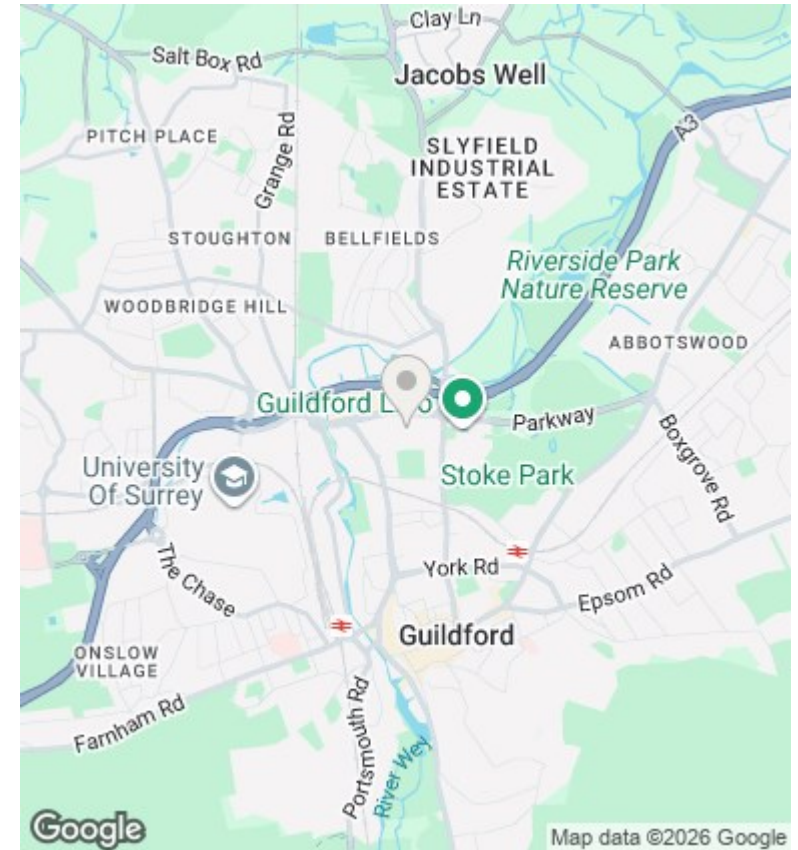 Clay Ln
Salt Box Rd
Jacobs Well
A3
PITCH PLACE
Grange Rd
SLYFIELD
INDUSTRIAL
ESTATE
STOUGHTON
BELLFIELDS
Riverside Park
Nature Reserve
WOODBRIDGE HILL
ABBOTSWOOD
Guildford
Parkway
Boxgrove Rd
University
Of Surrey
Stoke Park
The Chase
York Rd
Epsom Rd
Guildford
ONSLOW
VILLAGE
Farnham Rd
Portsmouth Rd
River Wey
Google
Map data ©2026 Google